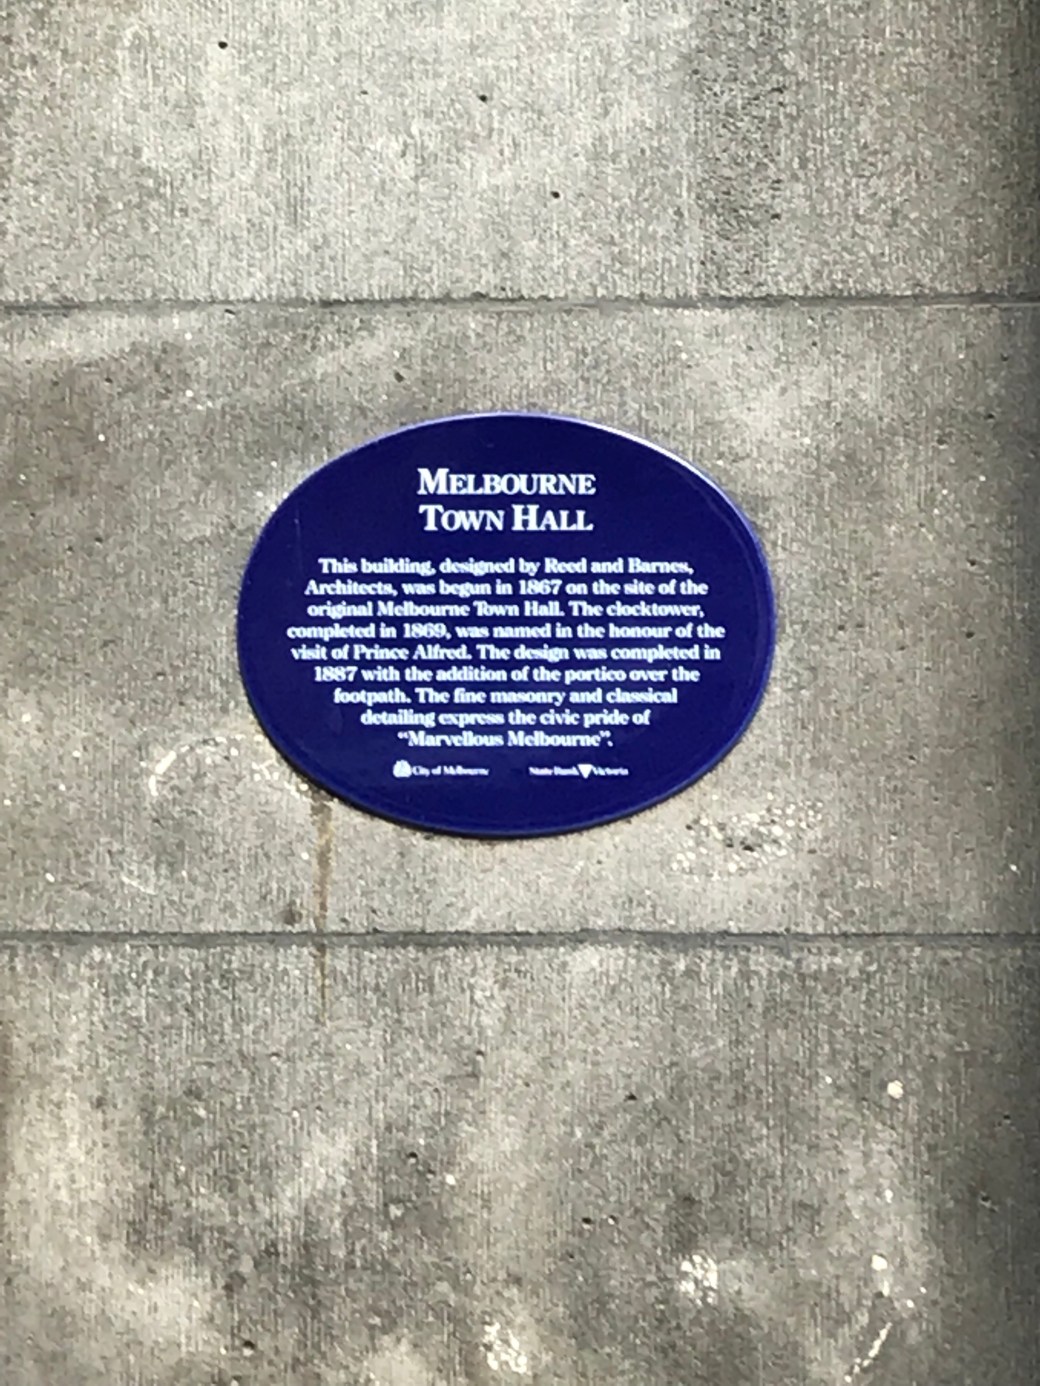 MELBOURNE
TOWN HALL
This building, designed by Reed and Barnes,
Architects, was begun in 1867 on the site of the
original Melbourne Town Hall. The clocktower,
completed in 1869, was named in the honour of the
visit of Prince Alfred. The design was completed in
1887 with the addition of the portico over the
footpath. The fine masonry and classical
detailing express the civic pride of
“Marvellous Melbourne”.
City of Melbourne State Bank Victoria